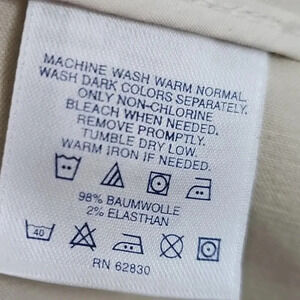 MACHINE WASH WARM NORMAL.
WASH DARK COLORS SEPARATELY.
ONLY NON-CHLORINE
BLEACH WHEN NEEDED.
REMOVE PROMPTLY.
TUMBLE DRY LOW.
WARM IRON IF NEEDED.
98% BAUMWOLLE
2% ELASTHAN
40
RN 62830